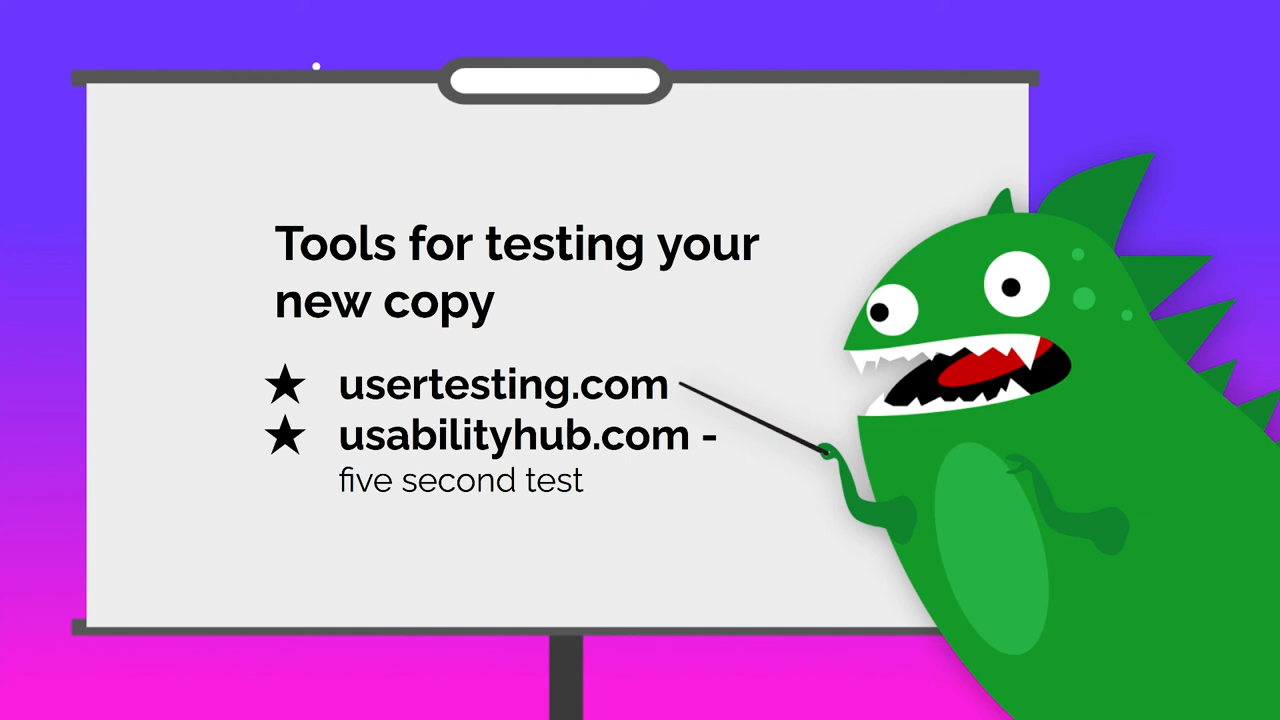 Tools for testing your
new copy
★ usertesting.com
★ usabilityhub.com -
five second test